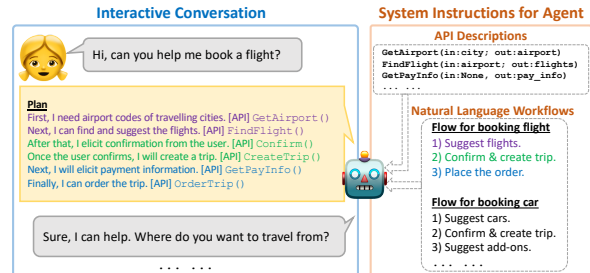 Interactive Conversation
Hi, can you help me book a flight?
Plan
First, I need airport codes of travelling cities. [API] GetAirport()
Next, I can find and suggest the flights. [API] FindFlight()
After that, I elicit confirmation from the user. [API] Confirm()
Once the user confirms, I will create a trip. [API] CreateTrip()
Next, I will elicit payment information. [API] GetPayInfo()
Finally, I can order the trip. [API] OrderTrip()
Sure, I can help. Where do you want to travel from?
... ...
System Instructions for Agent
API Descriptions
GetAirport(in:city; out:airport)
FindFlight(in:airport; out:flights)
GetPayInfo(in:None, out:pay_info)
... ...
Natural Language Workflows
Flow for booking flight
1) Suggest flights.
2) Confirm & create trip.
3) Place the order.
Flow for booking car
1) Suggest cars.
2) Confirm & create trip.
3) Suggest add-ons.
... ...